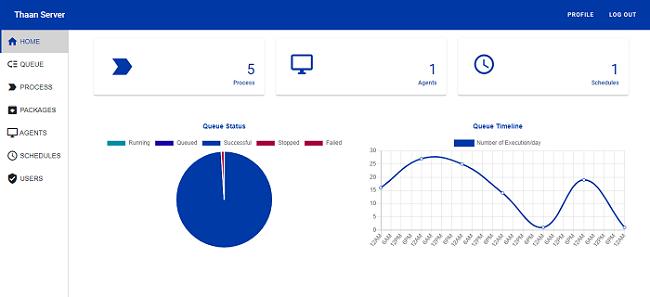 Thaan Server
PROFILE
LOG OUT
HOME
QUEUE
PROCESS
PACKAGES
AGENTS
SCHEDULES
USERS
5
Process
1
Agents
1
Schedules
Queue Status
Running Queued Successful Stopped Failed
Queue Timeline
Number of Execution/day
30
25
20
15
10
5
0
12AM 6AM 12PM 6PM 12AM 6AM 12PM 6PM 12AM 6AM 12PM 6PM 12AM 6AM 12PM 6PM 12AM 6AM 12PM 6PM 12AM 6AM 12PM 6PM 12AM